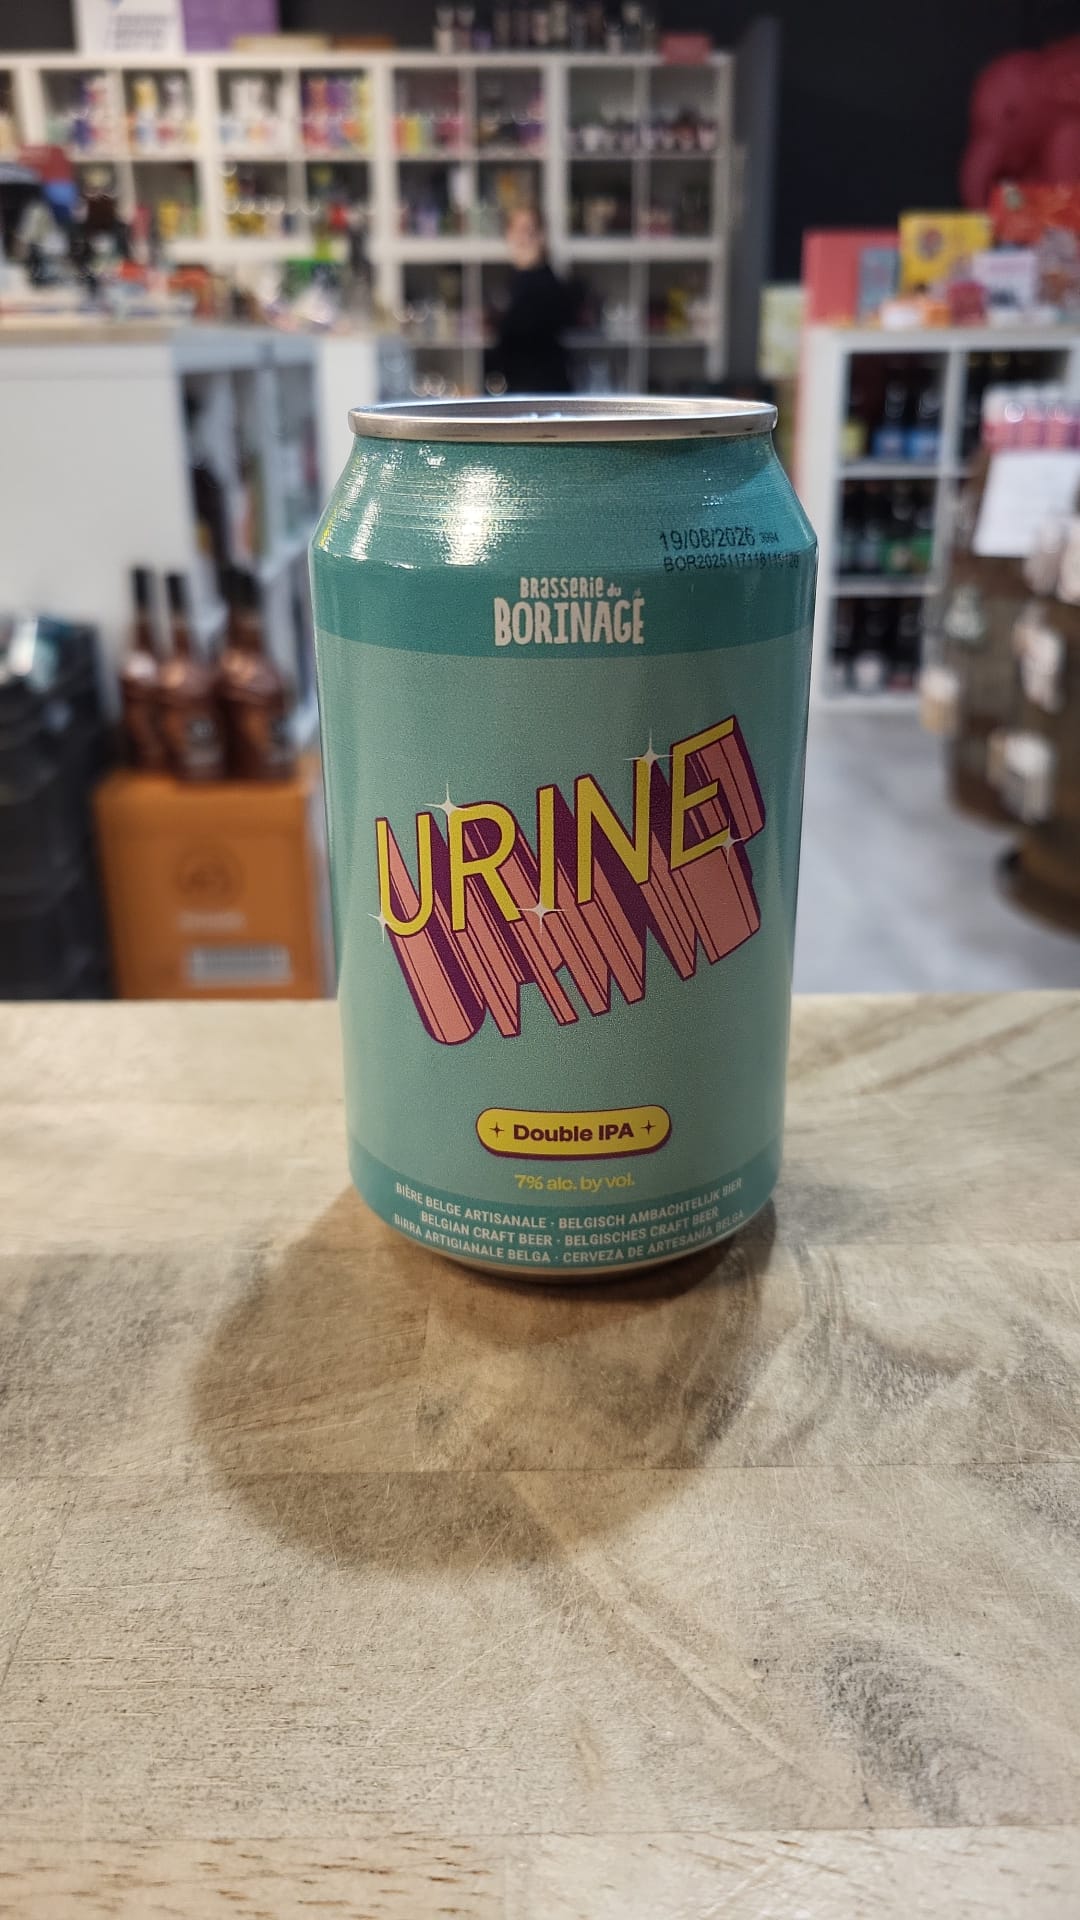 19/08/2026
Brasserie du
BORINAGE
URINE
Double IPA
7% alc. by vol.
BIÈRE BELGE ARTISANALE · BELGISCH AMBACHTELIJK BIER
BELGIAN CRAFT BEER · BELGISCHES CRAFT BEER
BIRRA ARTIGIANALE BELGA · CERVEZA DE ARTESANÍA BELGA